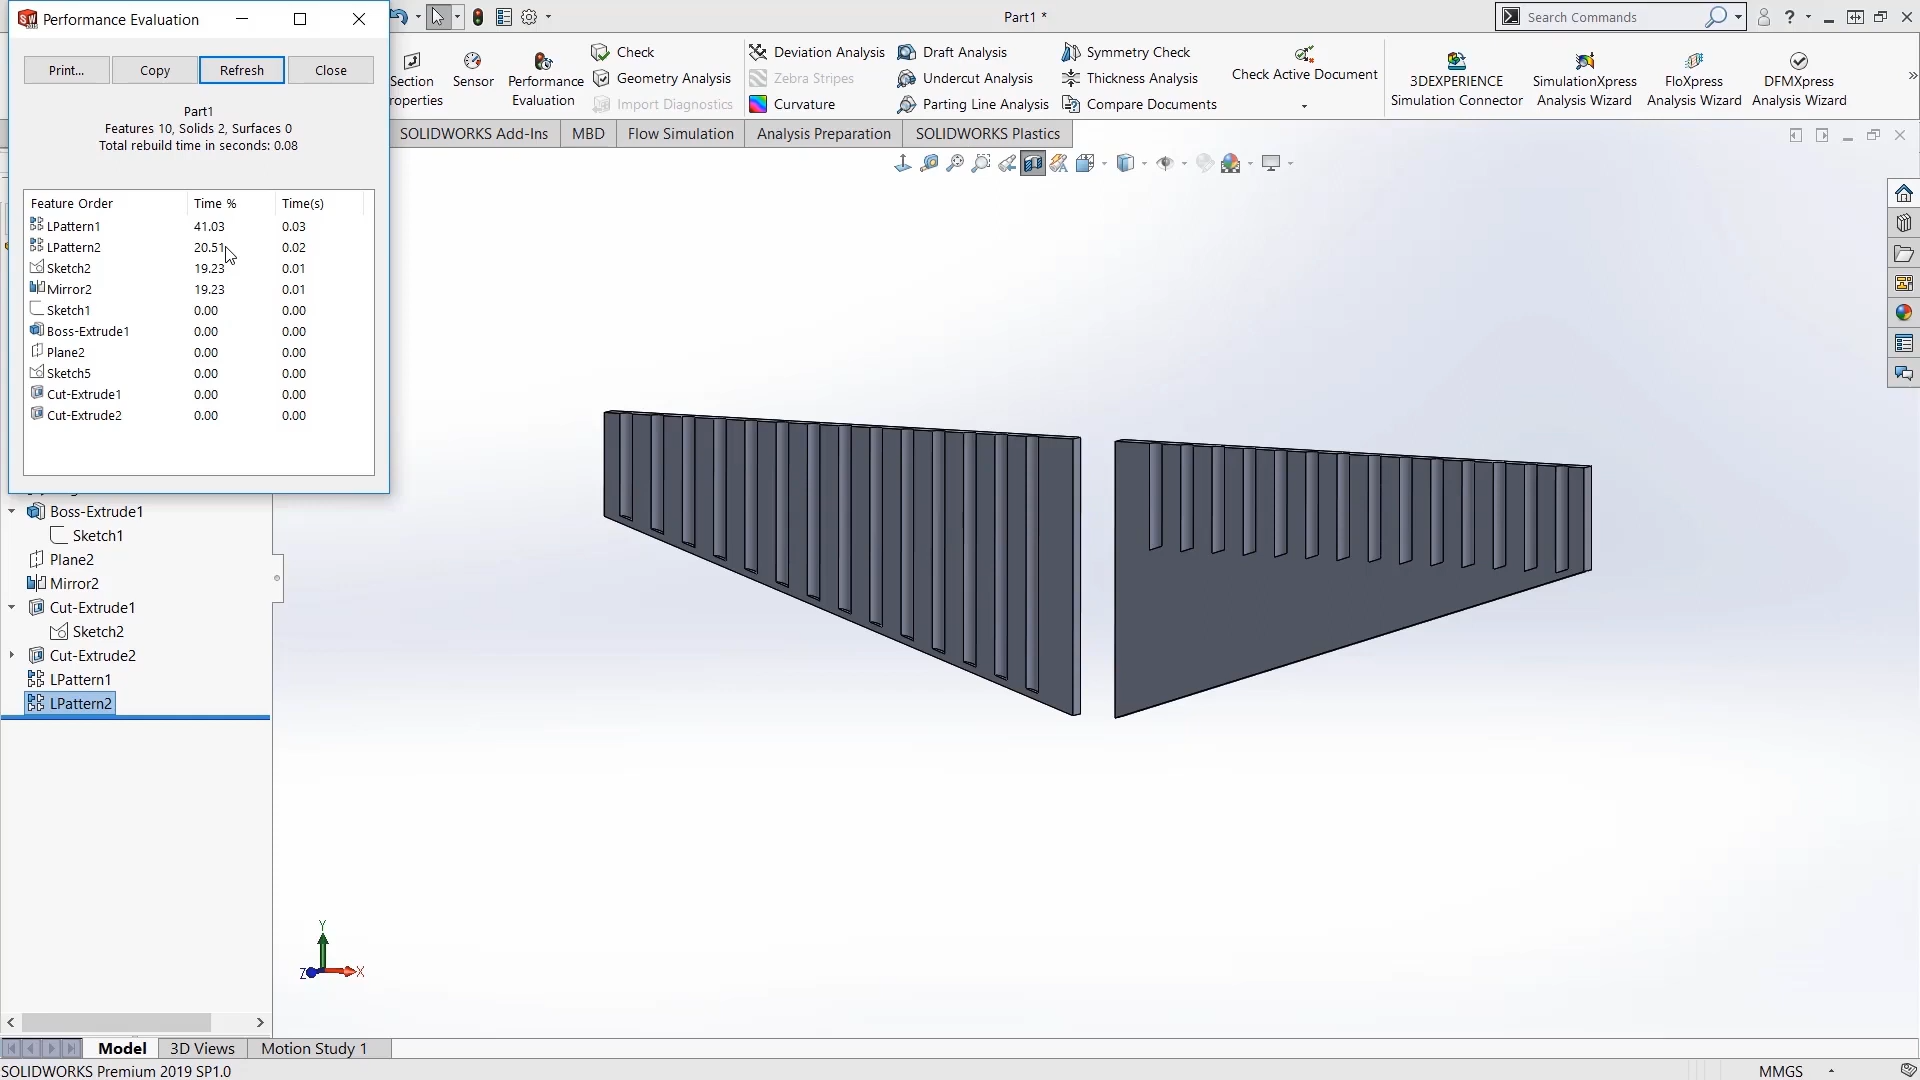 Performance Evaluation
Part1 *
Search Commands
Print...
Copy
Refresh
Close
Part1
Features 10, Solids 2, Surfaces 0
Total rebuild time in seconds: 0.08
Feature Order Time % Time(s)
LPattern1 41.03 0.03
LPattern2 20.51 0.02
Sketch2 19.23 0.01
Mirror2 19.23 0.01
Sketch1 0.00 0.00
Boss-Extrude1 0.00 0.00
Plane2 0.00 0.00
Sketch5 0.00 0.00
Cut-Extrude1 0.00 0.00
Cut-Extrude2 0.00 0.00
Section
roperties
Sensor
Performance
Evaluation
Check
Geometry Analysis
Import Diagnostics
Deviation Analysis
Zebra Stripes
Curvature
Draft Analysis
Undercut Analysis
Parting Line Analysis
Symmetry Check
Thickness Analysis
Compare Documents
Check Active Document
3DEXPERIENCE
Simulation Connector
SimulationXpress
Analysis Wizard
FloXpress
Analysis Wizard
DFMXpress
Analysis Wizard
SOLIDWORKS Add-Ins
MBD
Flow Simulation
Analysis Preparation
SOLIDWORKS Plastics
Boss-Extrude1
Sketch1
Plane2
Mirror2
Cut-Extrude1
Sketch2
Cut-Extrude2
LPattern1
LPattern2
Y
Z
X
Model
3D Views
Motion Study 1
SOLIDWORKS Premium 2019 SP1.0
MMGS